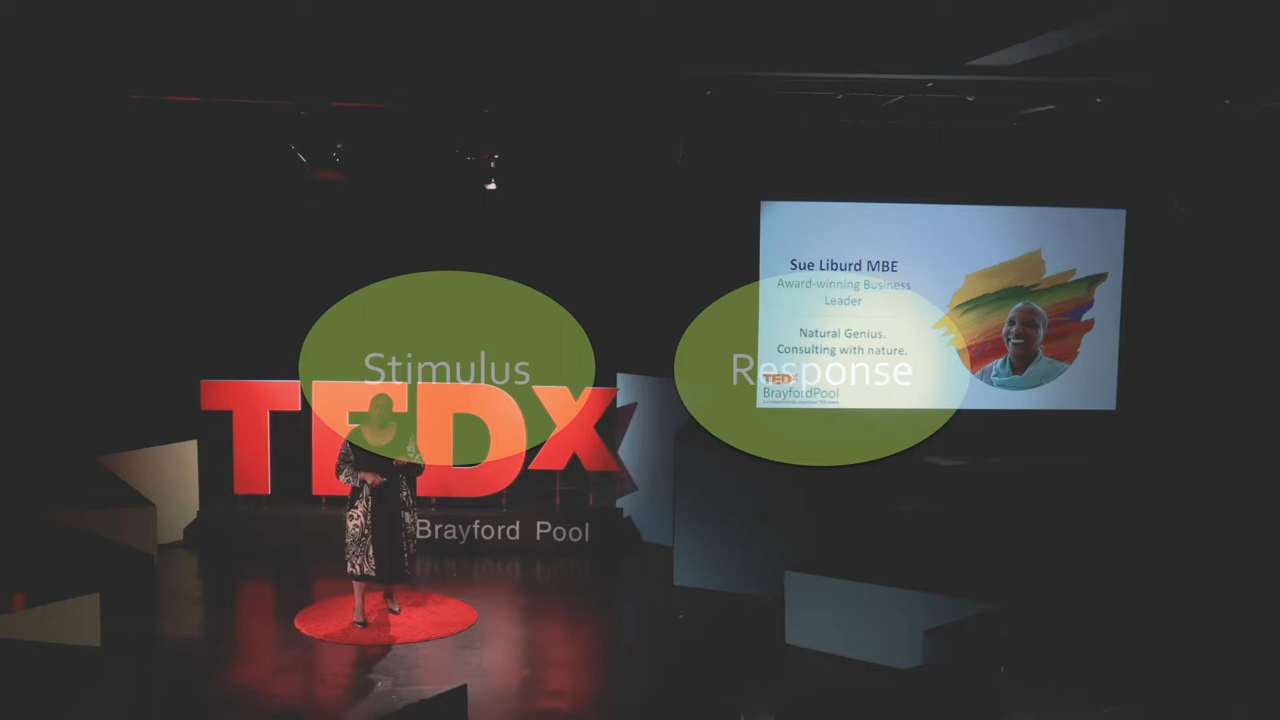 Sue Liburd MBE
Award-winning Business
Leader
Natural Genius.
Consulting with nature.
TEDx
BrayfordPool
Stimulus
Response
TEDx
Brayford Pool